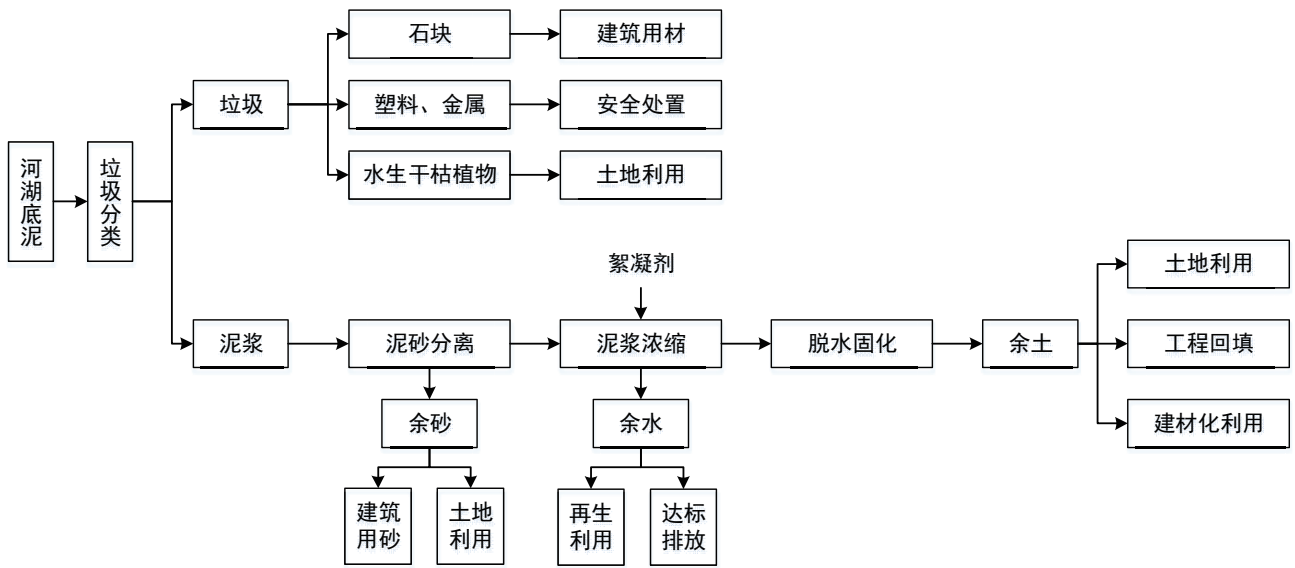 石块
建筑用材
垃圾
塑料、金属
安全处置
河湖底泥
垃圾分类
水生干枯植物
土地利用
絮凝剂
土地利用
泥浆
泥砂分离
泥浆浓缩
脱水固化
余土
工程回填
余砂
余水
建材化利用
建筑
用砂
土地
利用
再生
利用
达标
排放